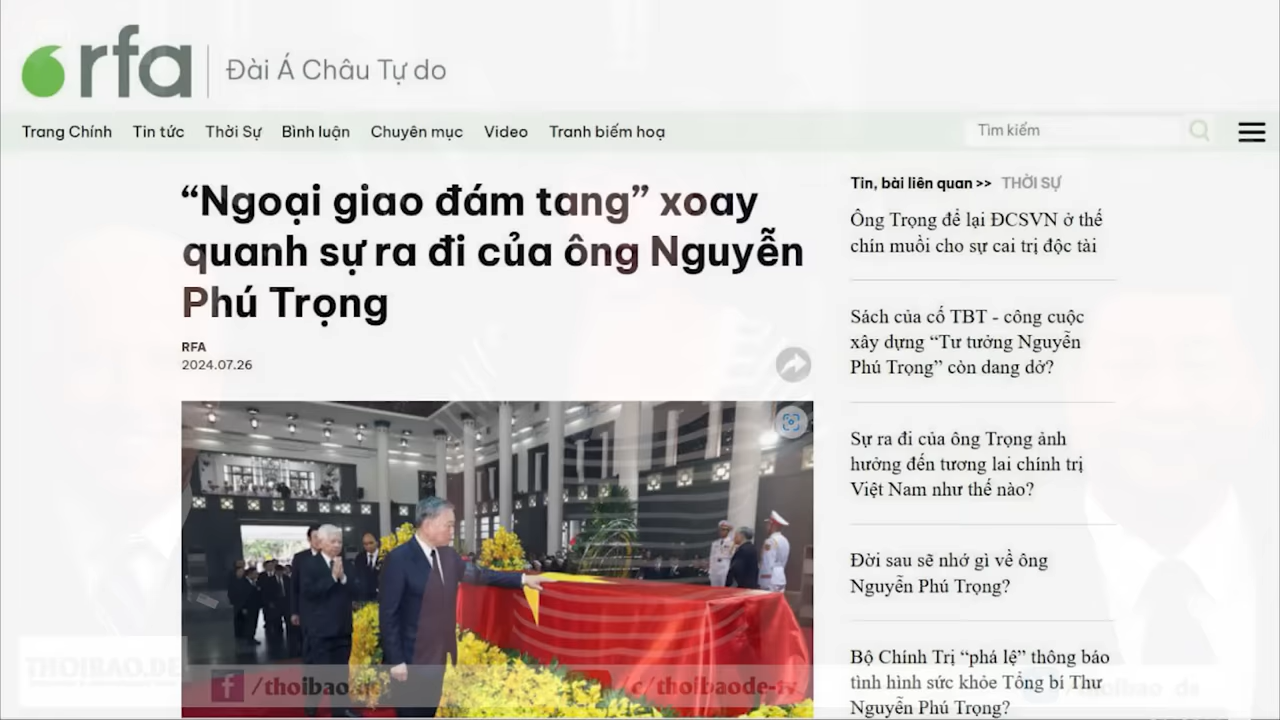 rfa
Đài Á Châu Tự do
Trang Chính Tin tức Thời Sự Bình luận Chuyên mục Video Tranh biếm hoạ
Tìm kiếm
“Ngoại giao đám tang” xoay
quanh sự ra đi của ông Nguyễn
Phú Trọng
RFA
2024.07.26
Tin, bài liên quan >> THỜI SỰ
Ông Trọng để lại ĐCSVN ở thế
chín muồi cho sự cai trị độc tài
Sách của cố TBT - công cuộc
xây dựng “Tư tưởng Nguyễn
Phú Trọng” còn dang dở?
Sự ra đi của ông Trọng ảnh
hưởng đến tương lai chính trị
Việt Nam như thế nào?
Đời sau sẽ nhớ gì về ông
Nguyễn Phú Trọng?
Bộ Chính Trị “phá lệ” thông báo
tình hình sức khỏe Tổng bí Thư
Nguyễn Phú Trọng?
THOIBAO.DE
f /thoibao.de /c/thoibaode-tv /thoibao_de